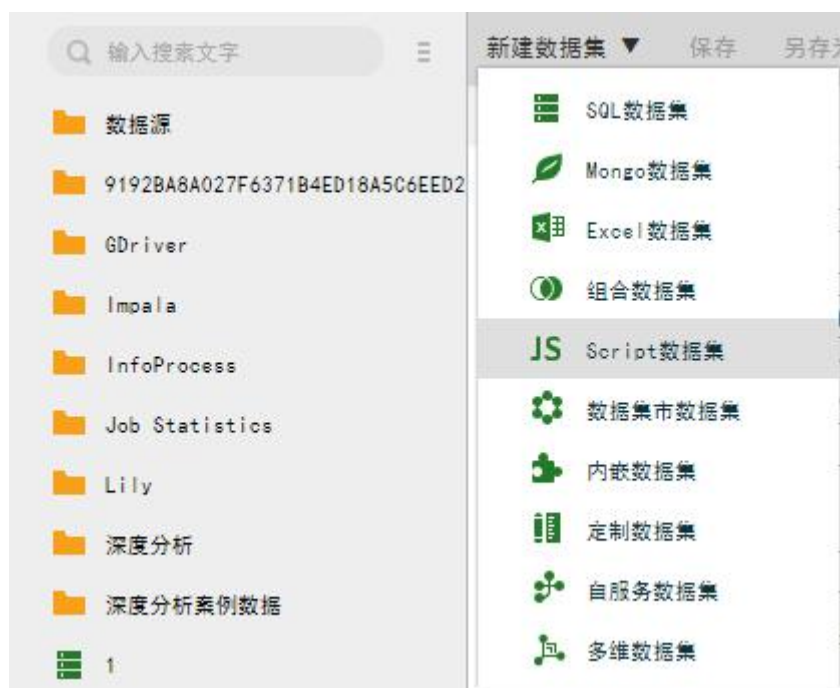 输入搜索文字
数据源
9192BA8A027F6371B4ED18A5C6EED2
GDriver
Impala
InfoProcess
Job Statistics
Lily
深度分析
深度分析案例数据
1
新建数据集 ▼ 保存 另存
SQL数据集
Mongo数据集
Excel数据集
组合数据集
JS Script数据集
数据集市数据集
内嵌数据集
定制数据集
自服务数据集
多维数据集